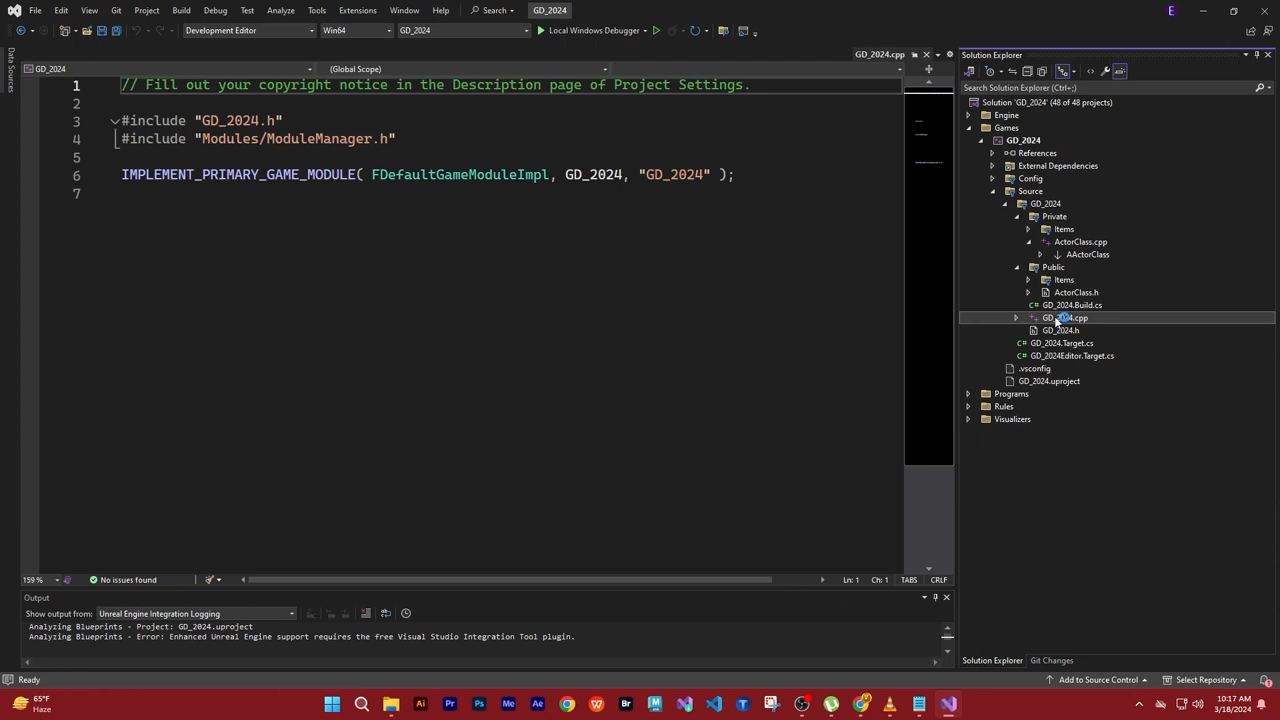 File Edit View Git Project Build Debug Test Analyze Tools Extensions Window Help Search GD_2024 E
Development Editor Win64 GD_2024 Local Windows Debugger
Data Sources
GD_2024.cpp
GD_2024 (Global Scope)
1 // Fill out your copyright notice in the Description page of Project Settings.
2
3 #include "GD_2024.h"
4 #include "Modules/ModuleManager.h"
5
6 IMPLEMENT_PRIMARY_GAME_MODULE( FDefaultGameModuleImpl, GD_2024, "GD_2024" );
7
159 % No issues found Ln: 1 Ch: 1 TABS CRLF
Output
Show output from: Unreal Engine Integration Logging
Analyzing Blueprints - Project: GD_2024.uproject
Analyzing Blueprints - Error: Enhanced Unreal Engine support requires the free Visual Studio Integration Tool plugin.
Solution Explorer
Search Solution Explorer (Ctrl+;)
Solution 'GD_2024' (48 of 48 projects)
Engine
Games
GD_2024
References
External Dependencies
Config
Source
GD_2024
Private
Items
ActorClass.cpp
AActorClass
Public
Items
ActorClass.h
GD_2024.Build.cs
GD_2024.cpp
GD_2024.h
GD_2024.Target.cs
GD_2024Editor.Target.cs
.vsconfig
GD_2024.uproject
Programs
Rules
Visualizers
Solution Explorer Git Changes
Ready Add to Source Control Select Repository
65°F
Haze
10:17 AM
3/18/2024